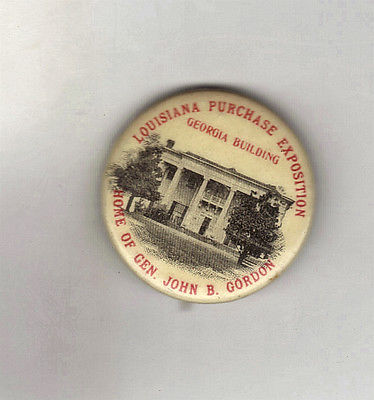 LOUISIANA PURCHASE EXPOSITION
GEORGIA BUILDING
HOME OF GEN. JOHN B. GORDON